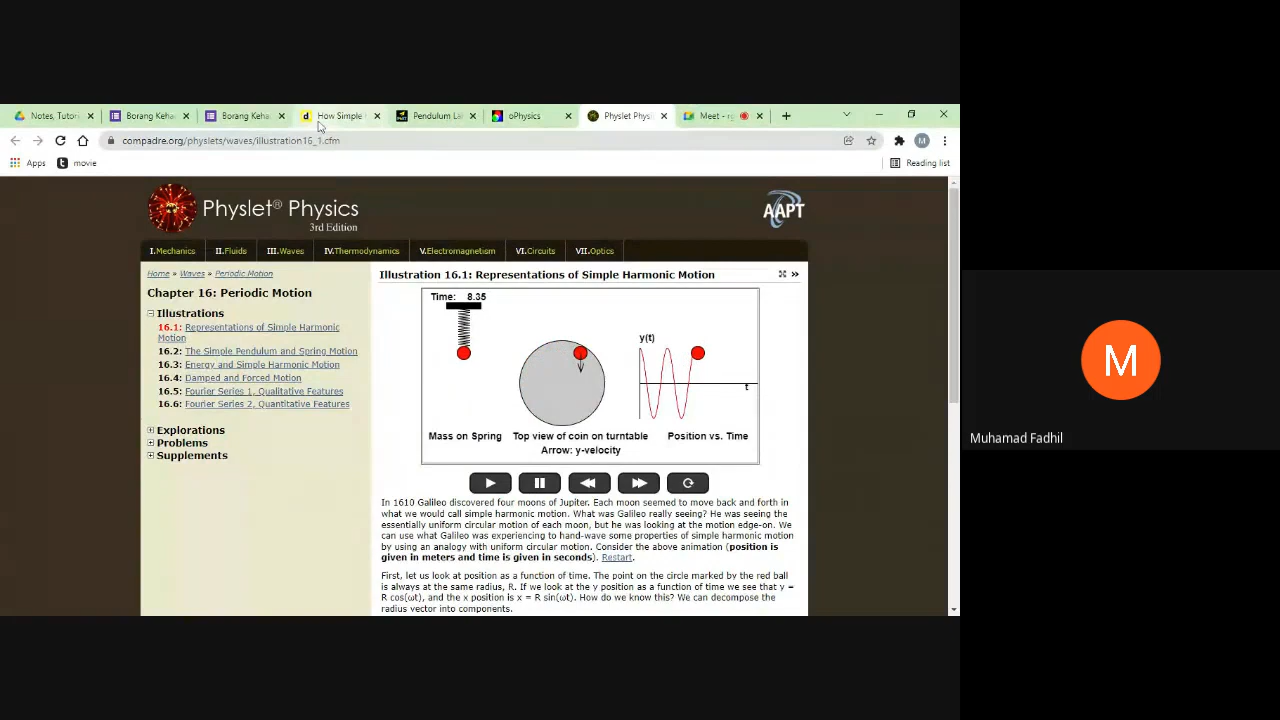 Notes, Tutor
Borang Keha
Borang Keha
How Simple
Pendulum La
oPhysics
Physlet Phys
Meet - r
compadre.org/physlets/waves/illustration16_1.cfm
M
Apps
movie
Reading list
Physlet® Physics
3rd Edition
AAPT
I.Mechanics
II.Fluids
III.Waves
IV.Thermodynamics
V.Electromagnetism
VI.Circuits
VII.Optics
Home » Waves » Periodic Motion
Chapter 16: Periodic Motion
Illustrations
16.1: Representations of Simple Harmonic
Motion
16.2: The Simple Pendulum and Spring Motion
16.3: Energy and Simple Harmonic Motion
16.4: Damped and Forced Motion
16.5: Fourier Series 1, Qualitative Features
16.6: Fourier Series 2, Quantitative Features
Explorations
Problems
Supplements
Illustration 16.1: Representations of Simple Harmonic Motion
Time: 8.35
y(t)
t
Mass on Spring
Top view of coin on turntable
Position vs. Time
Arrow: y-velocity
In 1610 Galileo discovered four moons of Jupiter. Each moon seemed to move back and forth in
what we would call simple harmonic motion. What was Galileo really seeing? He was seeing the
essentially uniform circular motion of each moon, but he was looking at the motion edge-on. We
can use what Galileo was experiencing to hand-wave some properties of simple harmonic motion
by using an analogy with uniform circular motion. Consider the above animation (position is
given in meters and time is given in seconds). Restart.
First, let us look at position as a function of time. The point on the circle marked by the red ball
is always at the same radius, R. If we look at the y position as a function of time we see that y =
R cos(ωt), and the x position is x = R sin(ωt). How do we know this? We can decompose the
radius vector into components.
M
Muhamad Fadhil